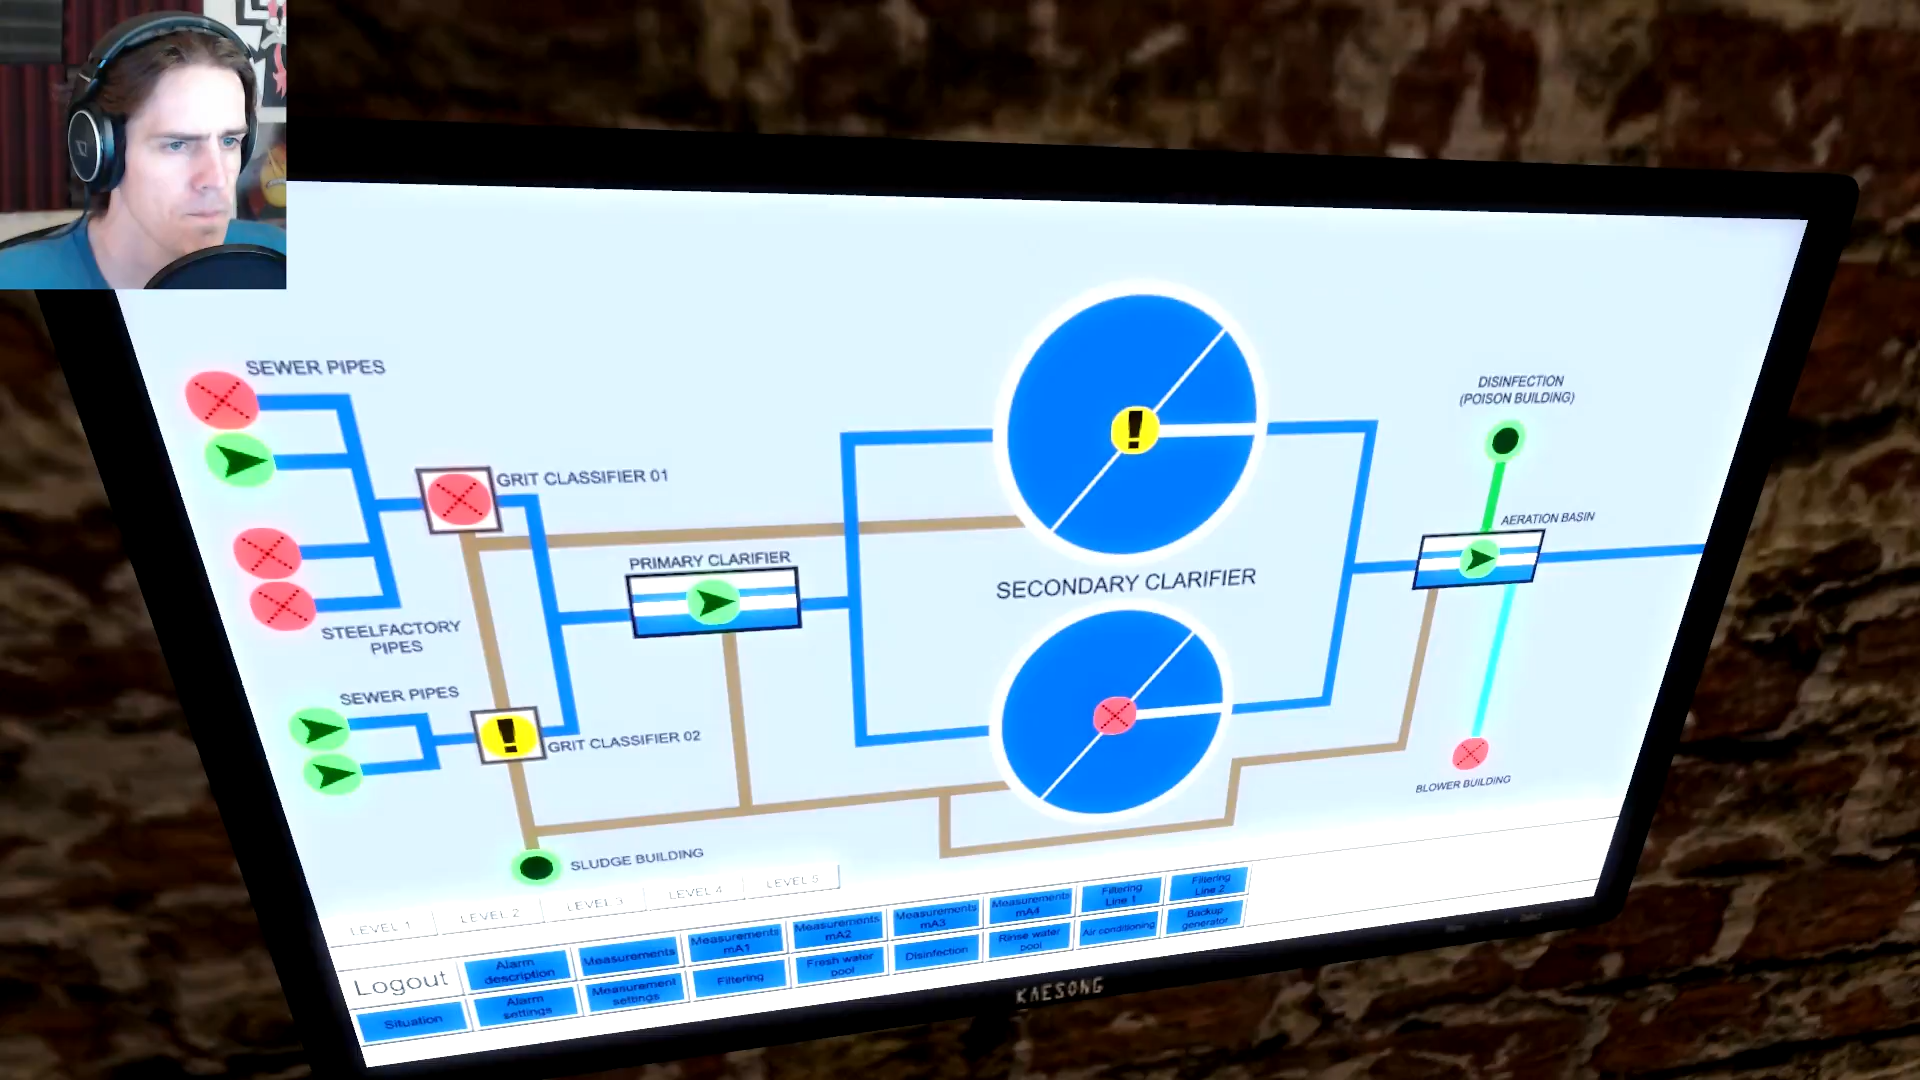 SEWER PIPES
GRIT CLASSIFIER 01
STEELFACTORY
PIPES
SEWER PIPES
GRIT CLASSIFIER 02
PRIMARY CLARIFIER
SECONDARY CLARIFIER
DISINFECTION
(POISON BUILDING)
AERATION BASIN
BLOWER BUILDING
SLUDGE BUILDING
LEVEL 1
LEVEL 2
LEVEL 3
LEVEL 4
LEVEL 5
Logout
Alarm
description
Measurements
Measurements
mA1
Measurements
mA2
Measurements
mA3
Measurements
mA4
Filtering
Line 1
Filtering
Line 2
Situation
Alarm
settings
Measurement
settings
Filtering
Fresh water
pool
Disinfection
Rinse water
pool
Air conditioning
Backup
generator
KAESONG